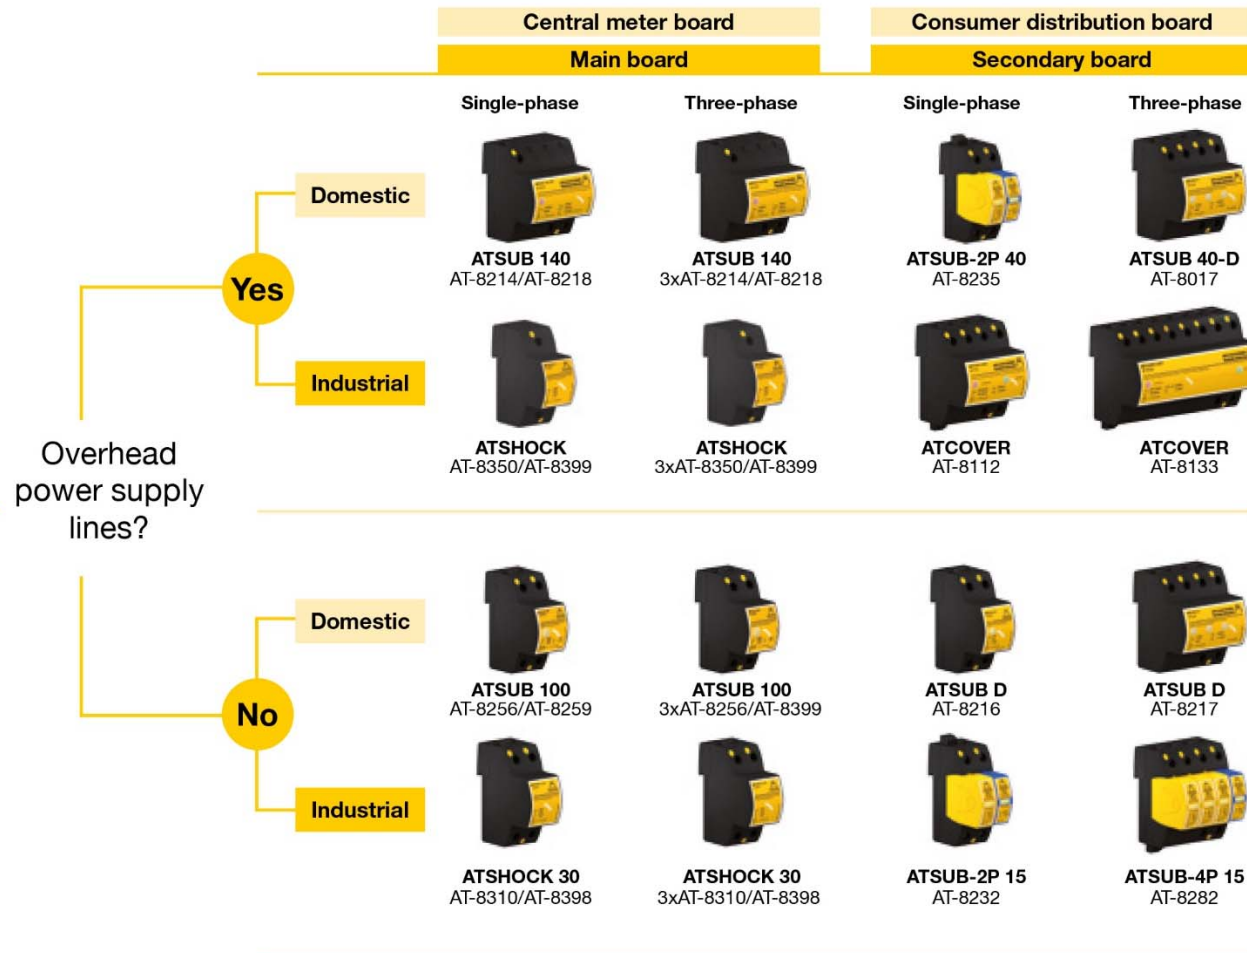 Central meter board
Consumer distribution board
Main board
Secondary board
Single-phase
Three-phase
Single-phase
Three-phase
Domestic
ATSUB 140
AT-8214/AT-8218
ATSUB 140
3xAT-8214/AT-8218
ATSUB-2P 40
AT-8235
ATSUB 40-D
AT-8017
Yes
Industrial
ATSHOCK
AT-8350/AT-8399
ATSHOCK
3xAT-8350/AT-8399
ATCOVER
AT-8112
ATCOVER
AT-8133
Overhead
power supply
lines?
Domestic
ATSUB 100
AT-8256/AT-8259
ATSUB 100
3xAT-8256/AT-8399
ATSUB D
AT-8216
ATSUB D
AT-8217
No
Industrial
ATSHOCK 30
AT-8310/AT-8398
ATSHOCK 30
3xAT-8310/AT-8398
ATSUB-2P 15
AT-8232
ATSUB-4P 15
AT-8282